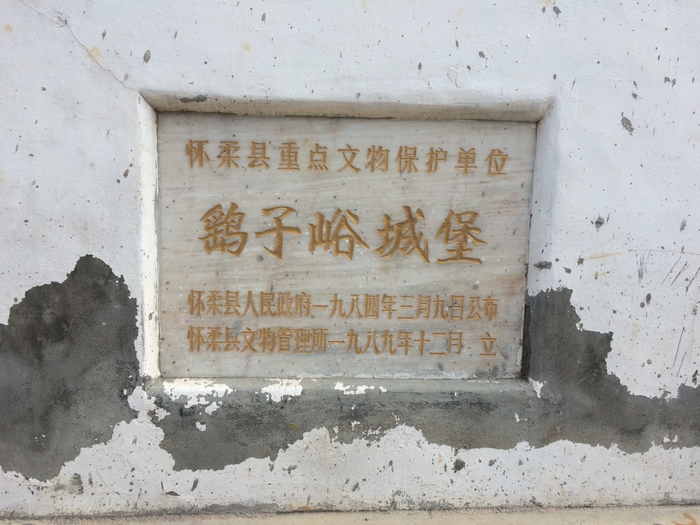 怀柔县重点文物保护单位
鹞子峪城堡
怀柔县人民政府一九八四年三月九日公布
怀柔县文物管理所一九八九年十二月 立